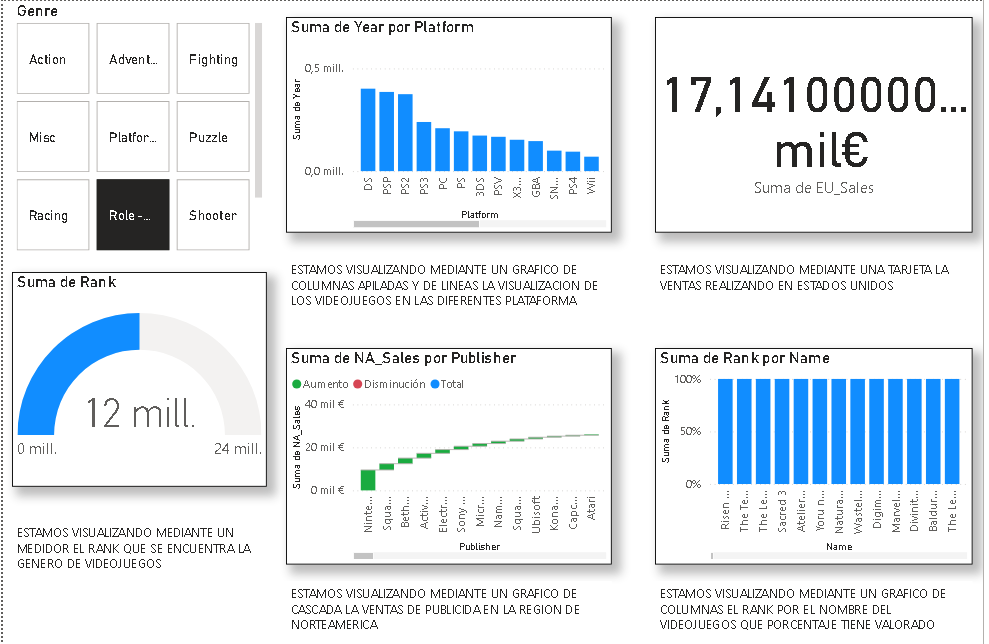 Genre
Action
Advent...
Fighting
Misc
Platfor...
Puzzle
Racing
Role -...
Shooter
Suma de Rank
12 mill.
0 mill.
24 mill.
ESTAMOS VISUALIZANDO MEDIANTE UN
MEDIDOR EL RANK QUE SE ENCUENTRA LA
GENERO DE VIDEOJUEGOS
Suma de Year por Platform
Suma de Year
0,5 mill.
0,0 mill.
DS
PSP
PS2
PS3
PC
PS
3DS
PSV
X3...
GBA
SN...
PS4
Wii
Platform
ESTAMOS VISUALIZANDO MEDIANTE UN GRAFICO DE
COLUMNAS APILADAS Y DE LINEAS LA VISUALIZACION DE
LOS VIDEOJUEGOS EN LAS DIFERENTES PLATAFORMA
17,14100000...
mil€
Suma de EU_Sales
ESTAMOS VISUALIZANDO MEDIANTE UNA TARJETA LA
VENTAS REALIZANDO EN ESTADOS UNIDOS
Suma de NA_Sales por Publisher
Aumento Disminución Total
Suma de NA_Sales
40 mil €
20 mil €
0 mil €
Ninte...
Squa...
Beth...
Activ...
Electr...
Sony ...
Micr...
Nam...
Squa...
Ubisoft
Kona...
Capc...
Atari
Publisher
ESTAMOS VISUALIZANDO MEDIANTE UN GRAFICO DE
CASCADA LA VENTAS DE PUBLICIDA EN LA REGION DE
NORTEAMERICA
Suma de Rank por Name
Suma de Rank
100%
50%
0%
Risen ...
The Te...
The Le...
Sacred 3
Atelier...
Yoru n...
Natura...
Wastel...
Digim...
Marvel...
Divinit...
Baldur...
The Le...
Name
ESTAMOS VISUALIZANDO MEDIANTE UN GRAFICO DE
COLUMNAS EL RANK POR EL NOMBRE DEL
VIDEOJUEGOS QUE PORCENTAJE TIENE VALORADO